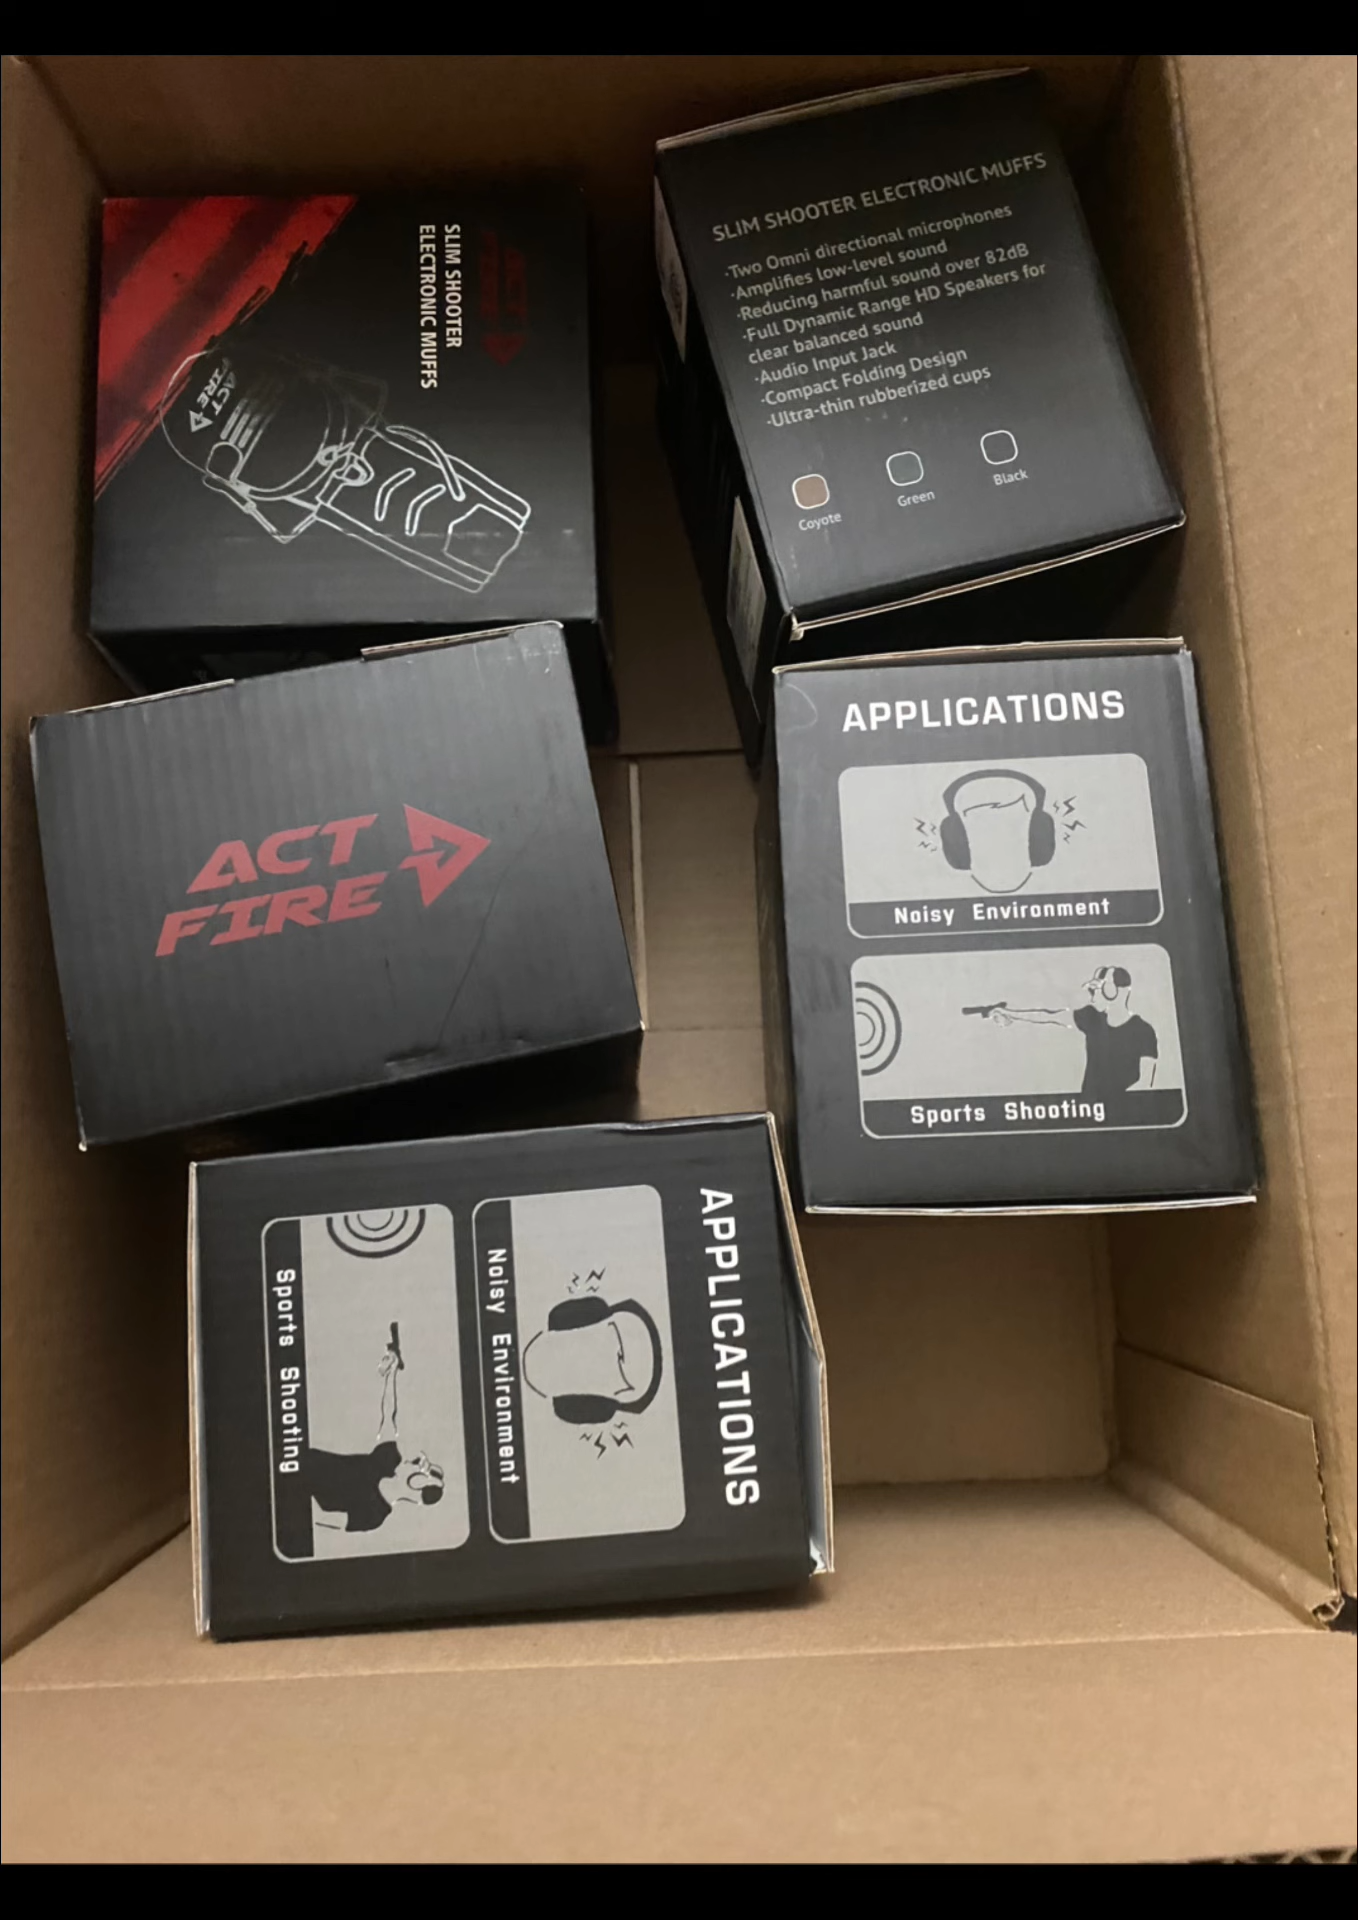 SLIM SHOOTER
ELECTRONIC MUFFS
ACT
FIRE
ACT
FIRE
SLIM SHOOTER ELECTRONIC MUFFS
·Two Omni directional microphones
·Amplifies low-level sound
·Reducing harmful sound over 82dB
·Full Dynamic Range HD Speakers for
clear balanced sound
·Audio Input Jack
·Compact Folding Design
·Ultra-thin rubberized cups
Coyote
Green
Black
ACT
FIRE
APPLICATIONS
Noisy Environment
Sports Shooting
APPLICATIONS
Noisy Environment
Sports Shooting